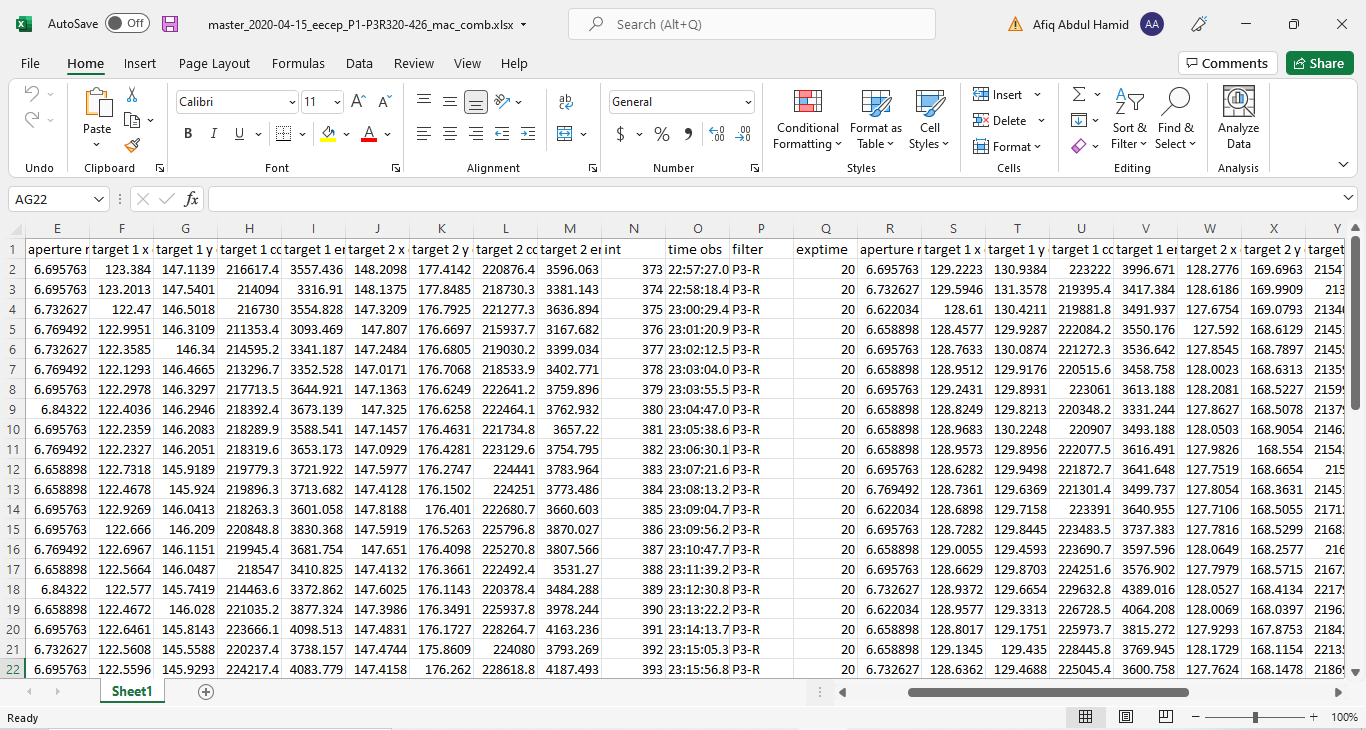 AutoSave Off master_2020-04-15_eecep_P1-P3R320-426_mac_comb.xlsx Search (Alt+Q) Afiq Abdul Hamid AA
File Home Insert Page Layout Formulas Data Review View Help Comments Share
Calibri 11 General
Paste
Conditional Formatting Format as Table Cell Styles
Insert
Delete
Format
Sort & Filter Find & Select
Analyze Data
Undo Clipboard Font Alignment Number Styles Cells Editing Analysis
AG22 fx
E F G H I J K L M N O P Q R S T U V W X Y
1 aperture r target 1 x target 1 y target 1 cc target 1 er target 2 x target 2 y target 2 cc target 2 er int time obs filter exptime aperture r target 1 x target 1 y target 1 cc target 1 er target 2 x target 2 y target
2 6.695763 123.384 147.1139 216617.4 3557.436 148.2098 177.4142 220876.4 3596.063 373 22:57:27.0 P3-R 20 6.695763 129.2223 130.9384 223222 3996.671 128.2776 169.6963 2154
3 6.695763 123.2013 147.5401 214094 3316.91 148.1375 177.8485 218730.3 3381.143 374 22:58:18.4 P3-R 20 6.732627 129.5946 131.3578 219395.4 3417.384 128.6186 169.9909 213
4 6.732627 122.47 146.5018 216730 3554.828 147.3209 176.7925 221277.3 3636.894 375 23:00:29.4 P3-R 20 6.622034 128.61 130.4211 219881.8 3491.937 127.6754 169.0793 2134
5 6.769492 122.9951 146.3109 211353.4 3093.469 147.807 176.6697 215937.7 3167.682 376 23:01:20.9 P3-R 20 6.658898 128.4577 129.9287 222084.2 3550.176 127.592 168.6129 2145
6 6.732627 122.3585 146.34 214595.2 3341.187 147.2484 176.6805 219030.2 3399.034 377 23:02:12.5 P3-R 20 6.695763 128.7633 130.0874 221272.3 3536.642 127.8545 168.7897 2145
7 6.769492 122.1293 146.4665 213296.7 3352.528 147.0171 176.7068 218533.9 3402.771 378 23:03:04.0 P3-R 20 6.658898 128.9512 129.9176 220515.6 3458.758 128.0023 168.6313 2135
8 6.695763 122.2978 146.3297 217713.5 3644.921 147.1363 176.6249 222641.2 3759.896 379 23:03:55.5 P3-R 20 6.695763 129.2431 129.8931 223061 3613.188 128.2081 168.5227 2159
9 6.84322 122.4036 146.2946 218392.4 3673.139 147.325 176.6258 222464.1 3762.932 380 23:04:47.0 P3-R 20 6.658898 128.8249 129.8213 220348.2 3331.244 127.8627 168.5078 2137
10 6.695763 122.2359 146.2083 218289.9 3588.541 147.1457 176.4631 221734.8 3657.22 381 23:05:38.6 P3-R 20 6.658898 128.9683 130.2248 220907 3493.188 128.0503 168.9054 2146
11 6.769492 122.2327 146.2051 218319.6 3653.173 147.0929 176.4281 223129.6 3754.795 382 23:06:30.1 P3-R 20 6.658898 128.9573 129.8956 222077.5 3616.491 127.9826 168.554 2154
12 6.658898 122.7318 145.9189 219779.3 3721.922 147.5977 176.2747 224441 3783.964 383 23:07:21.6 P3-R 20 6.695763 128.6282 129.9498 221872.7 3641.648 127.7519 168.6654 215
13 6.658898 122.4678 145.924 219896.3 3713.682 147.4128 176.1502 224251 3773.486 384 23:08:13.2 P3-R 20 6.769492 128.7361 129.6369 221301.4 3499.737 127.8054 168.3631 2145
14 6.695763 122.9269 146.0413 218263.3 3601.058 147.8188 176.401 222680.7 3660.603 385 23:09:04.7 P3-R 20 6.622034 128.6898 129.7158 223391 3640.955 127.7106 168.5055 2171
15 6.695763 122.666 146.209 220848.8 3830.368 147.5919 176.5263 225796.8 3870.027 386 23:09:56.2 P3-R 20 6.695763 128.7282 129.8445 223483.5 3737.383 127.7816 168.5299 2168
16 6.769492 122.6967 146.1151 219945.4 3681.754 147.651 176.4098 225270.8 3807.566 387 23:10:47.7 P3-R 20 6.658898 129.0055 129.4593 223690.7 3597.596 128.0649 168.2577 216
17 6.658898 122.5664 146.0487 218547 3410.825 147.4132 176.3661 222492.4 3531.27 388 23:11:39.2 P3-R 20 6.695763 128.6629 129.8703 224251.6 3576.902 127.7979 168.5715 2167
18 6.84322 122.577 145.7419 214463.6 3372.862 147.6025 176.1143 220378.4 3484.288 389 23:12:30.8 P3-R 20 6.732627 128.9372 129.6654 229632.8 4389.016 128.0527 168.4134 2217
19 6.658898 122.4672 146.028 221035.2 3877.324 147.3986 176.3491 225937.8 3978.244 390 23:13:22.2 P3-R 20 6.622034 128.9577 129.3313 226728.5 4064.208 128.0069 168.0397 2196
20 6.695763 122.6461 145.8143 223666.1 4098.513 147.4831 176.1727 228264.7 4163.236 391 23:14:13.7 P3-R 20 6.658898 128.8017 129.1751 225973.7 3815.272 127.9293 167.8753 2184
21 6.732627 122.5608 145.5588 220237.4 3738.157 147.4744 175.8609 224080 3793.269 392 23:15:05.3 P3-R 20 6.658898 129.1345 129.435 228445.8 3769.945 128.1729 168.1154 2213
22 6.695763 122.5596 145.9293 224217.4 4083.779 147.4158 176.262 228618.8 4187.493 393 23:15:56.8 P3-R 20 6.732627 128.6362 129.4688 225045.4 3600.758 127.7624 168.1478 2186
Sheet1
Ready 100%